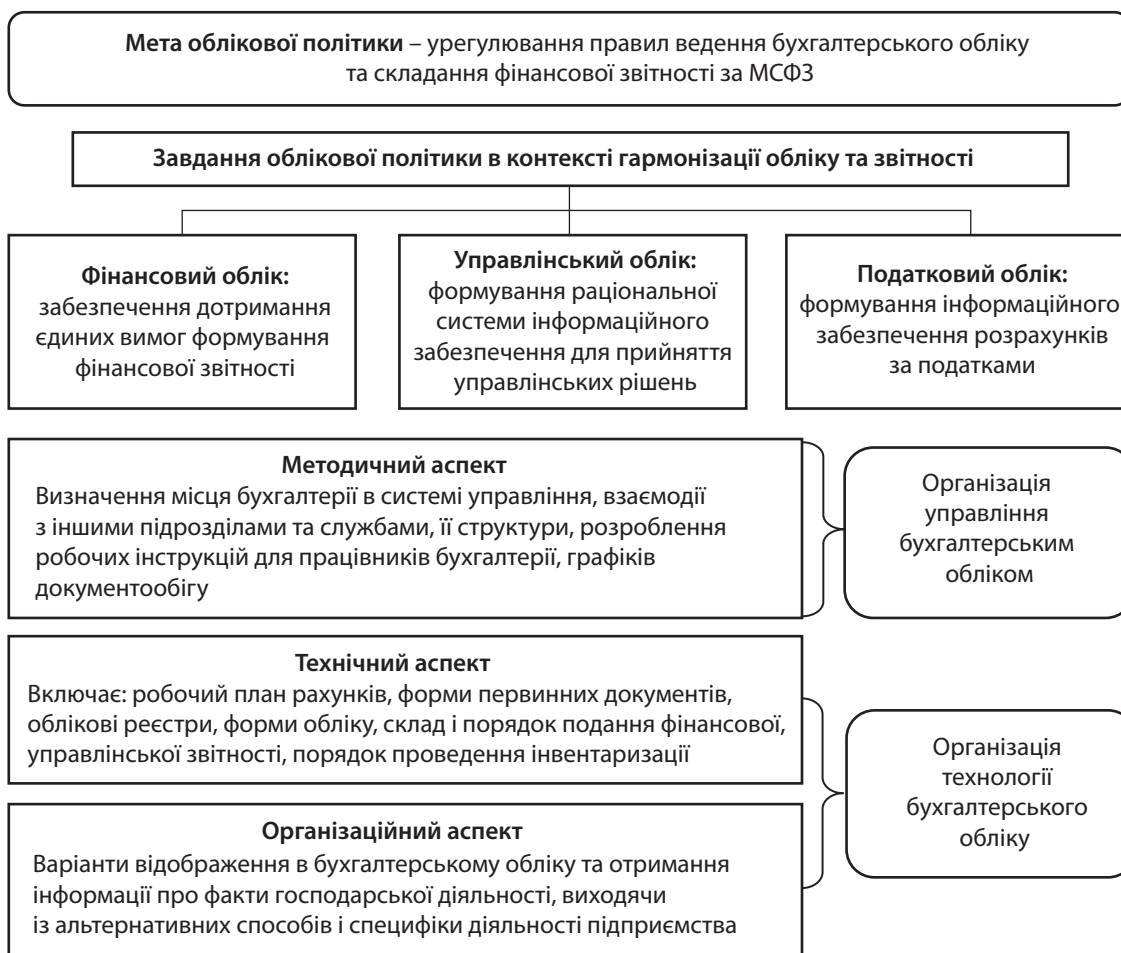 Мета облікової політики – урегулювання правил ведення бухгалтерського обліку
та складання фінансової звітності за МСФЗ
Завдання облікової політики в контексті гармонізації обліку та звітності
Фінансовий облік:
забезпечення дотримання
єдиних вимог формування
фінансової звітності
Управлінський облік:
формування раціональної
системи інформаційного
забезпечення для прийняття
управлінських рішень
Податковий облік:
формування інформаційного
забезпечення розрахунків
за податками
Методичний аспект
Визначення місця бухгалтерії в системі управління, взаємодії
з іншими підрозділами та службами, її структури, розроблення
робочих інструкцій для працівників бухгалтерії, графіків
документообігу
Організація
управління
бухгалтерським
обліком
Технічний аспект
Включає: робочий план рахунків, форми первинних документів,
облікові реєстри, форми обліку, склад і порядок подання фінансової,
управлінської звітності, порядок проведення інвентаризації
Організаційний аспект
Варіанти відображення в бухгалтерському обліку та отримання
інформації про факти господарської діяльності, виходячи
із альтернативних способів і специфіки діяльності підприємства
Організація
технології
бухгалтерського
обліку